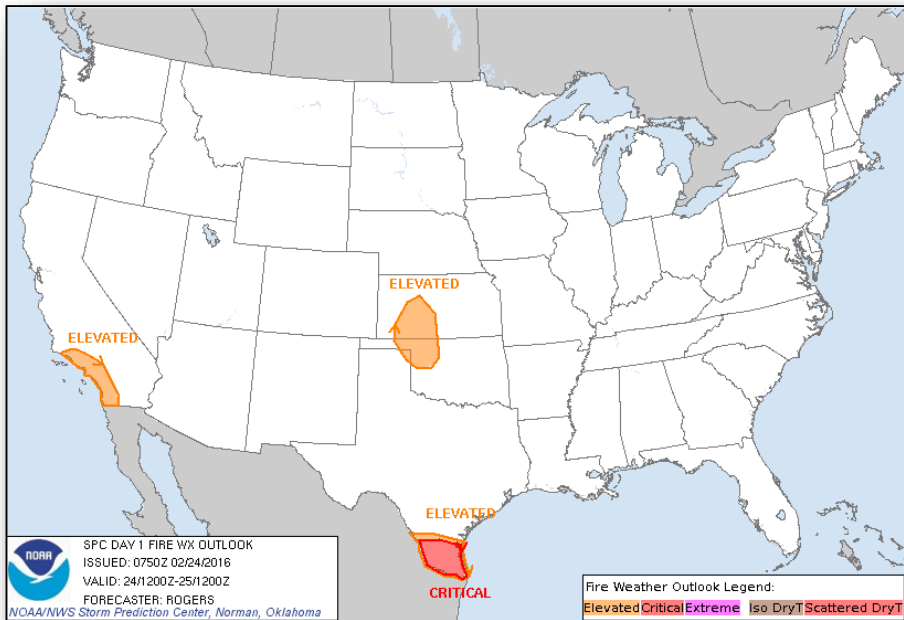 ELEVATED
ELEVATED
ELEVATED
CRITICAL
NOAA
SPC DAY 1 FIRE WX OUTLOOK
ISSUED: 0750Z 02/24/2016
VALID: 24/1200Z-25/1200Z
FORECASTER: ROGERS
NOAA/NWS Storm Prediction Center, Norman, Oklahoma
Fire Weather Outlook Legend:
Elevated Critical Extreme Iso DryT Scattered DryT